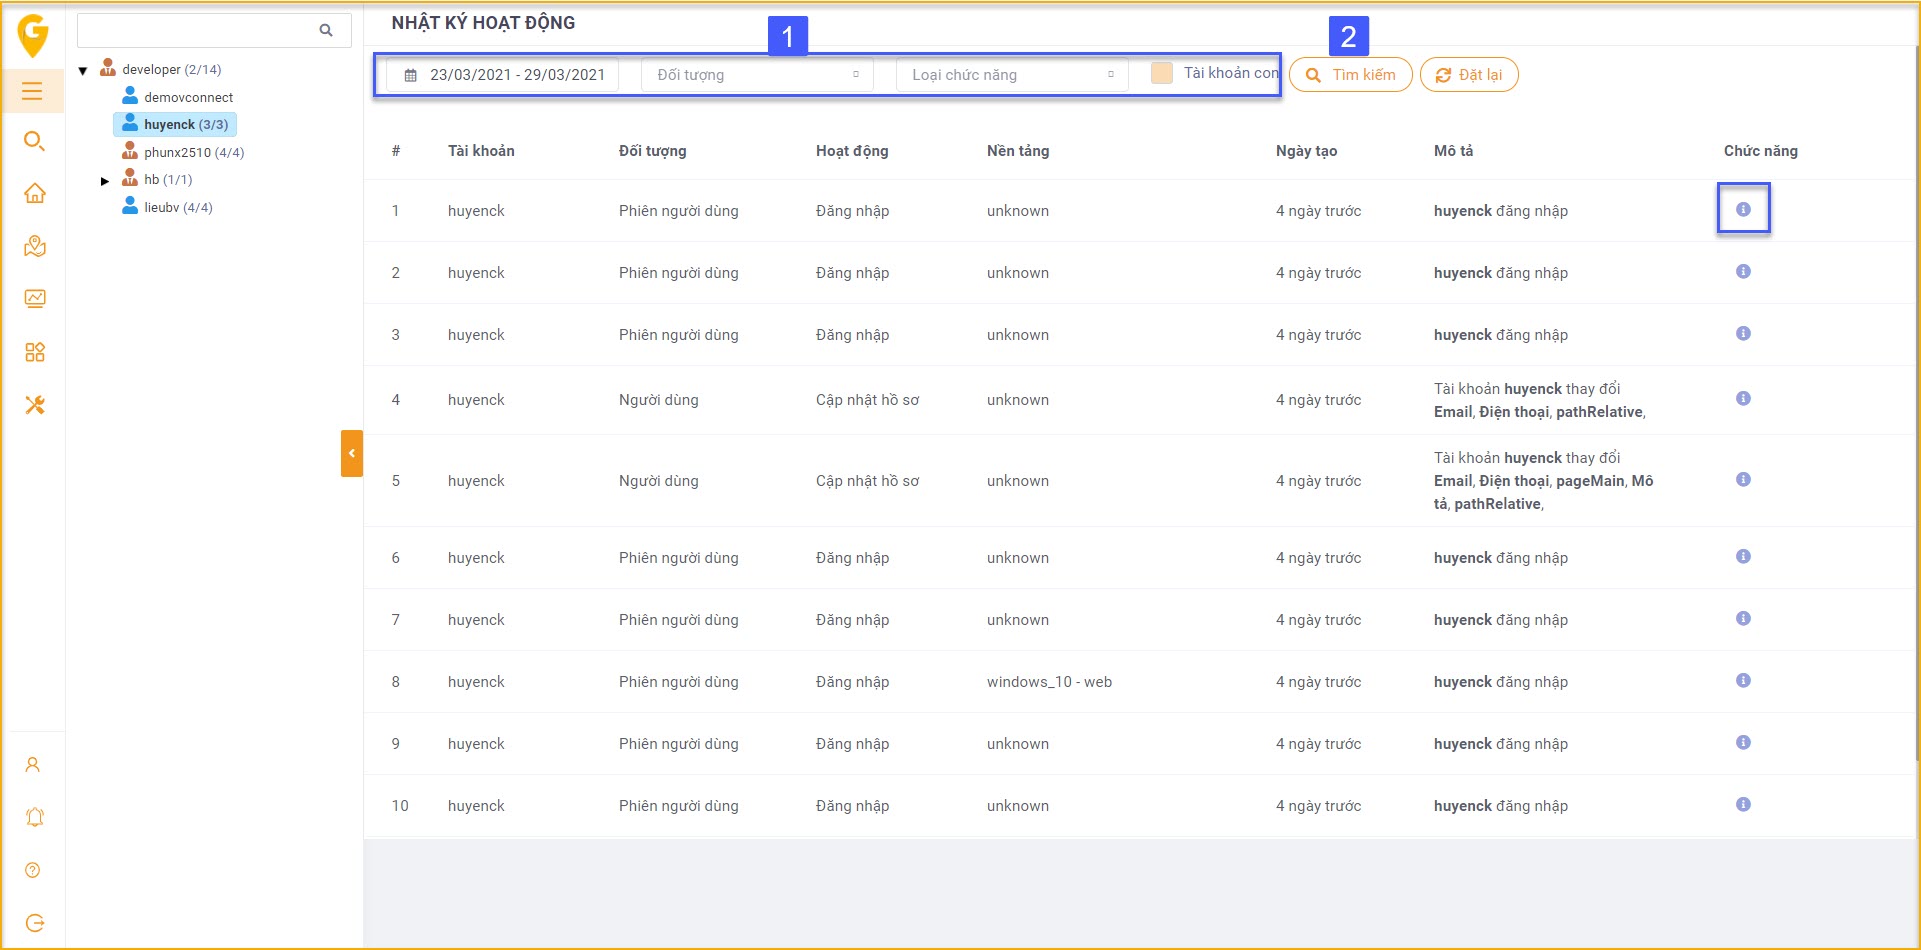 G
NHẬT KÝ HOẠT ĐỘNG
1
2
developer (2/14)
demovconnect
huyenck (3/3)
phunx2510 (4/4)
hb (1/1)
lieubv (4/4)
23/03/2021 - 29/03/2021 Đối tượng Loại chức năng Tài khoản con Tìm kiếm Đặt lại
# Tài khoản Đối tượng Hoạt động Nền tảng Ngày tạo Mô tả Chức năng
1 huyenck Phiên người dùng Đăng nhập unknown 4 ngày trước huyenck đăng nhập
2 huyenck Phiên người dùng Đăng nhập unknown 4 ngày trước huyenck đăng nhập
3 huyenck Phiên người dùng Đăng nhập unknown 4 ngày trước huyenck đăng nhập
4 huyenck Người dùng Cập nhật hồ sơ unknown 4 ngày trước Tài khoản huyenck thay đổi
Email, Điện thoại, pathRelative,
5 huyenck Người dùng Cập nhật hồ sơ unknown 4 ngày trước Tài khoản huyenck thay đổi
Email, Điện thoại, pageMain, Mô
tả, pathRelative,
6 huyenck Phiên người dùng Đăng nhập unknown 4 ngày trước huyenck đăng nhập
7 huyenck Phiên người dùng Đăng nhập unknown 4 ngày trước huyenck đăng nhập
8 huyenck Phiên người dùng Đăng nhập windows_10 - web 4 ngày trước huyenck đăng nhập
9 huyenck Phiên người dùng Đăng nhập unknown 4 ngày trước huyenck đăng nhập
10 huyenck Phiên người dùng Đăng nhập unknown 4 ngày trước huyenck đăng nhập